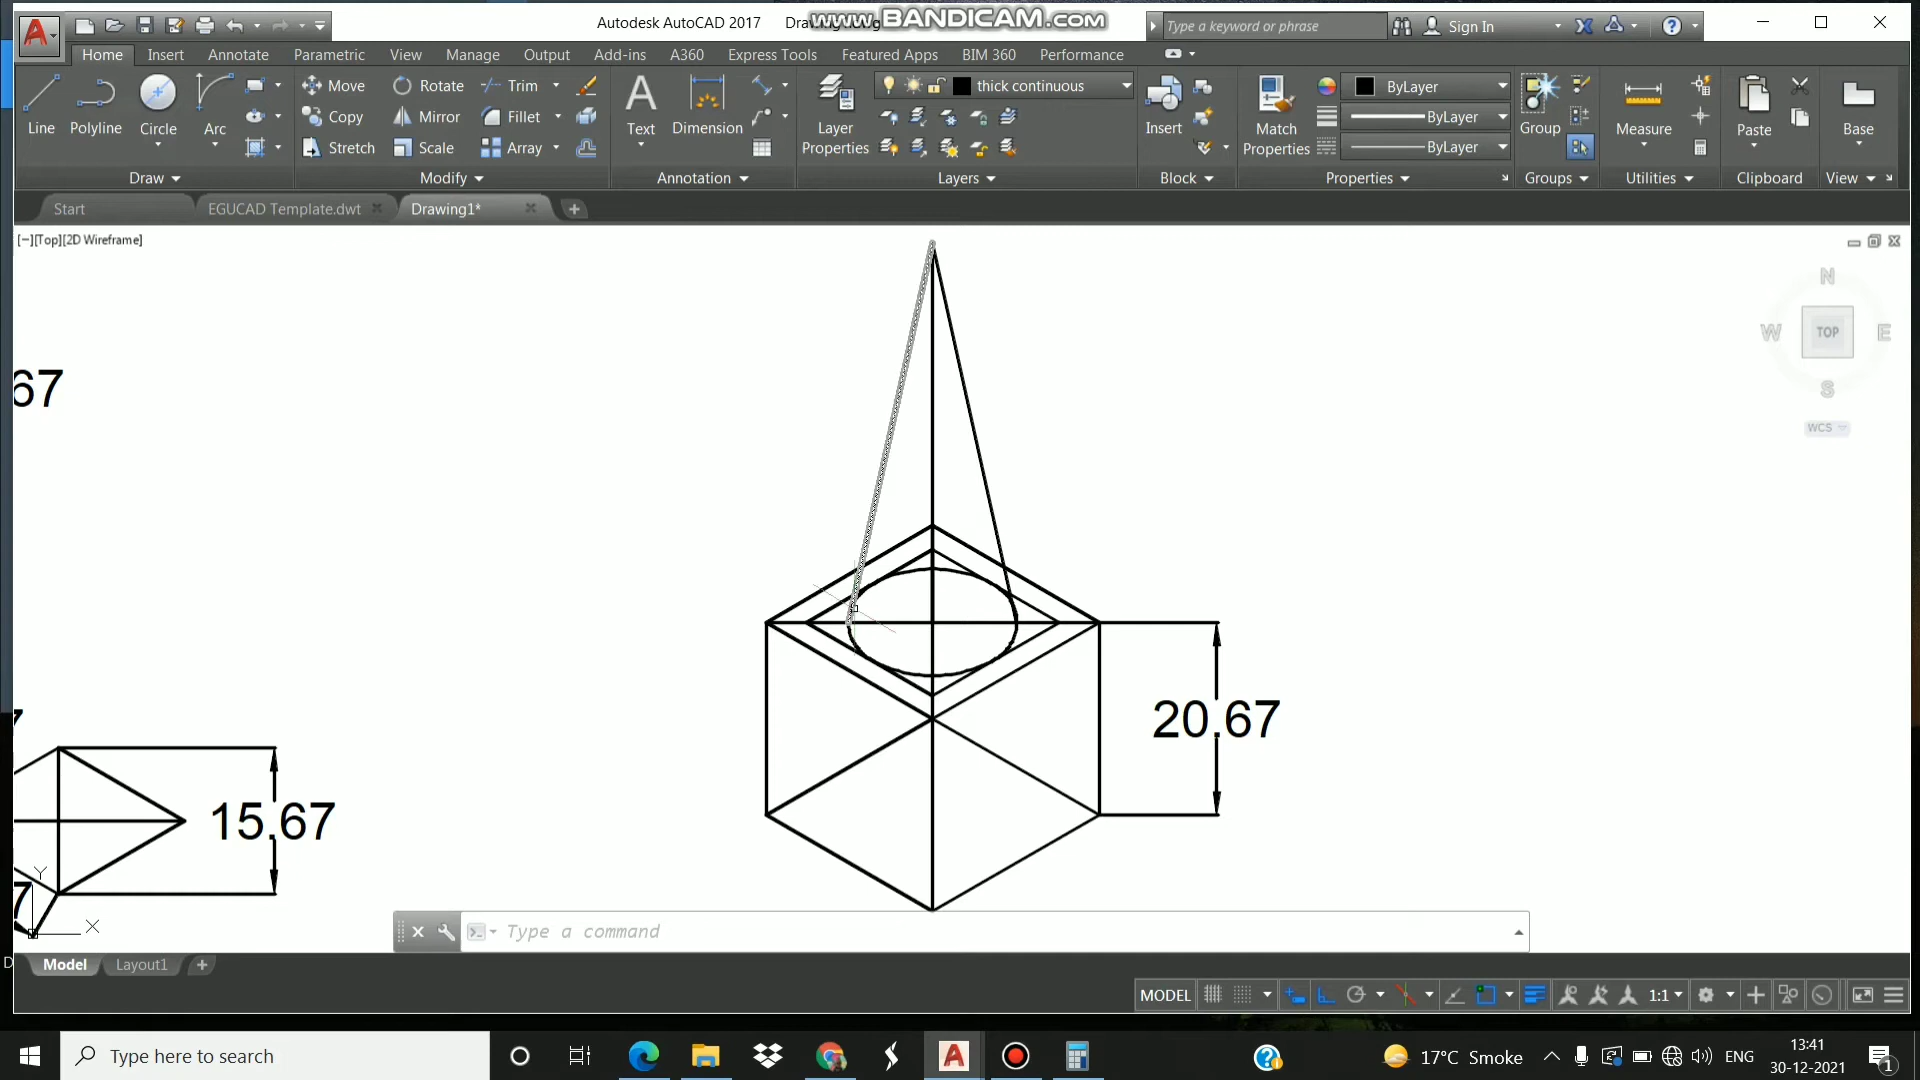 Autodesk AutoCAD 2017
www.BANDICAM.com
Type a keyword or phrase
Sign In
Home Insert Annotate Parametric View Manage Output Add-ins A360 Express Tools Featured Apps BIM 360 Performance
Line Polyline Circle Arc
Move Rotate Trim
Copy Mirror Fillet
Stretch Scale Array
Text Dimension
Layer Properties
thick continuous
Insert
Match Properties
ByLayer
ByLayer
ByLayer
Group
Measure
Paste
Base
Draw Modify Annotation Layers Block Properties Groups Utilities Clipboard View
Start EGUCAD Template.dwt Drawing1*
[−][Top][2D Wireframe]
N
W TOP E
S
WCS
67
20.67
15.67
7
Y
X
Type a command
Model Layout1
MODEL 1:1
Type here to search
17°C Smoke
ENG
13:41
30-12-2021
1